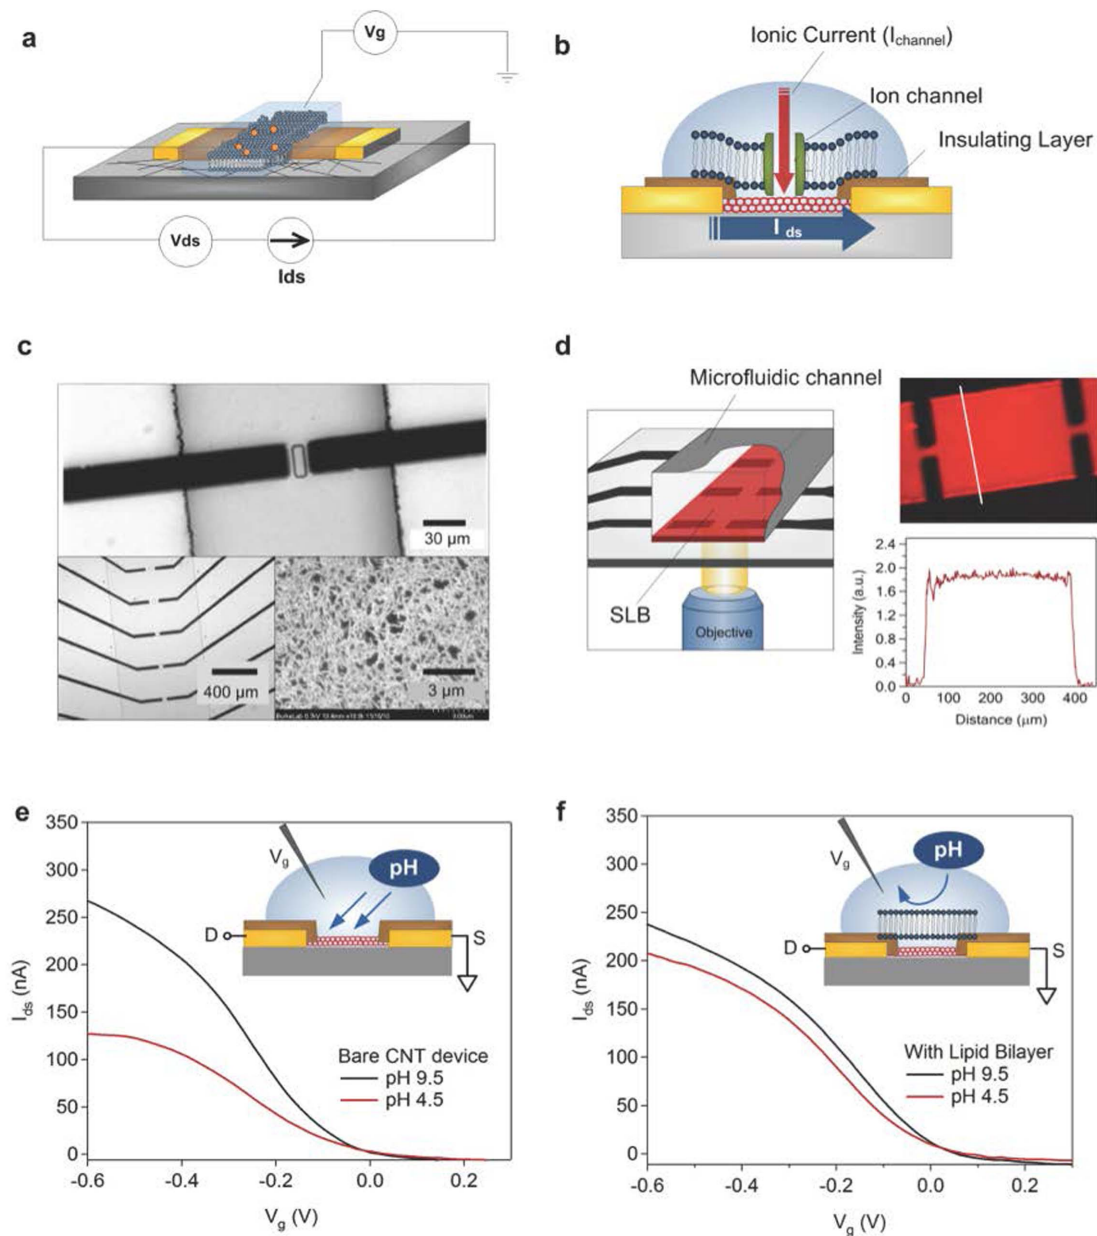 a
Vg
Vds
Ids
b
Ionic Current (Ichannel)
Ion channel
Insulating Layer
I ds
c
30 µm
400 µm
3 µm
d
Microfluidic channel
SLB
Objective
Intensity (a.u.)
2.4
2.0
1.6
1.2
0.8
0.4
0.0
0 100 200 300 400
Distance (µm)
e
Ids (nA)
350
300
250
200
150
100
50
0
-0.6 -0.4 -0.2 0.0 0.2
Vg (V)
Vg
pH
D
S
Bare CNT device
pH 9.5
pH 4.5
f
Ids (nA)
350
300
250
200
150
100
50
0
-0.6 -0.4 -0.2 0.0 0.2
Vg (V)
Vg
pH
D
S
With Lipid Bilayer
pH 9.5
pH 4.5